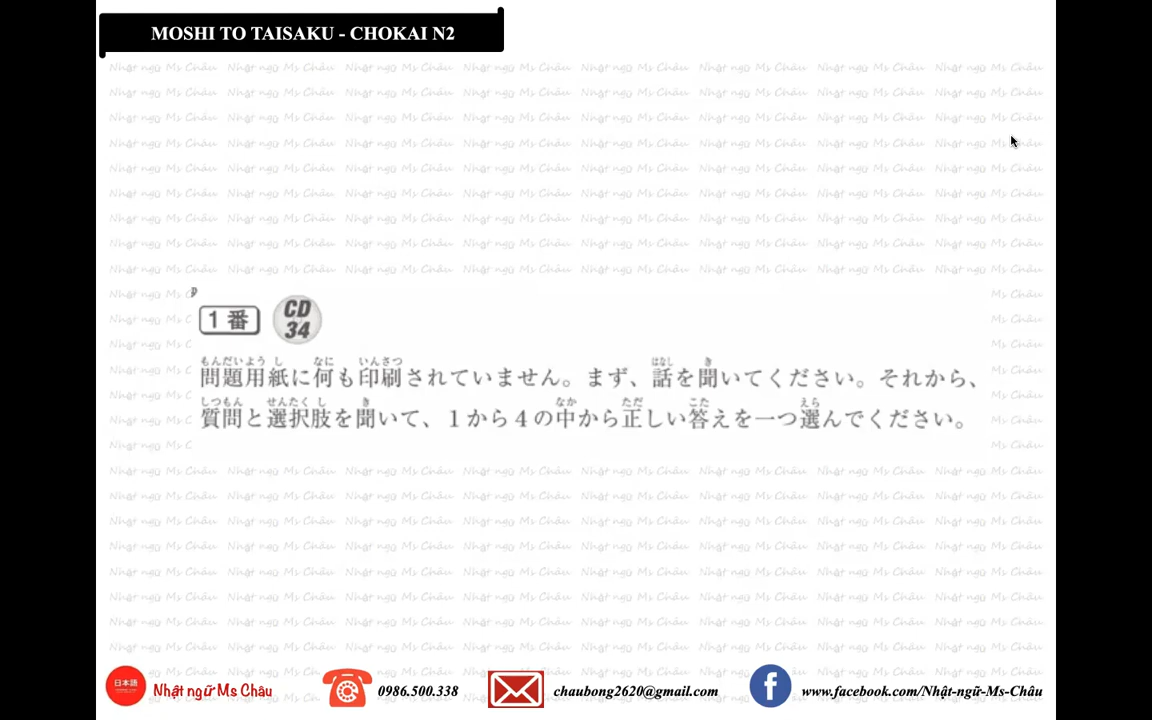 MOSHI TO TAISAKU - CHOKAI N2
1番
CD
34
問題用紙に何も印刷されていません。まず、話を聞いてください。それから、
質問と選択肢を聞いて、1から4の中から正しい答えを一つ選んでください。
日本語
Nhật ngữ Ms Châu
0986.500.338
chaubong2620@gmail.com
www.facebook.com/Nhật-ngữ-Ms-Châu